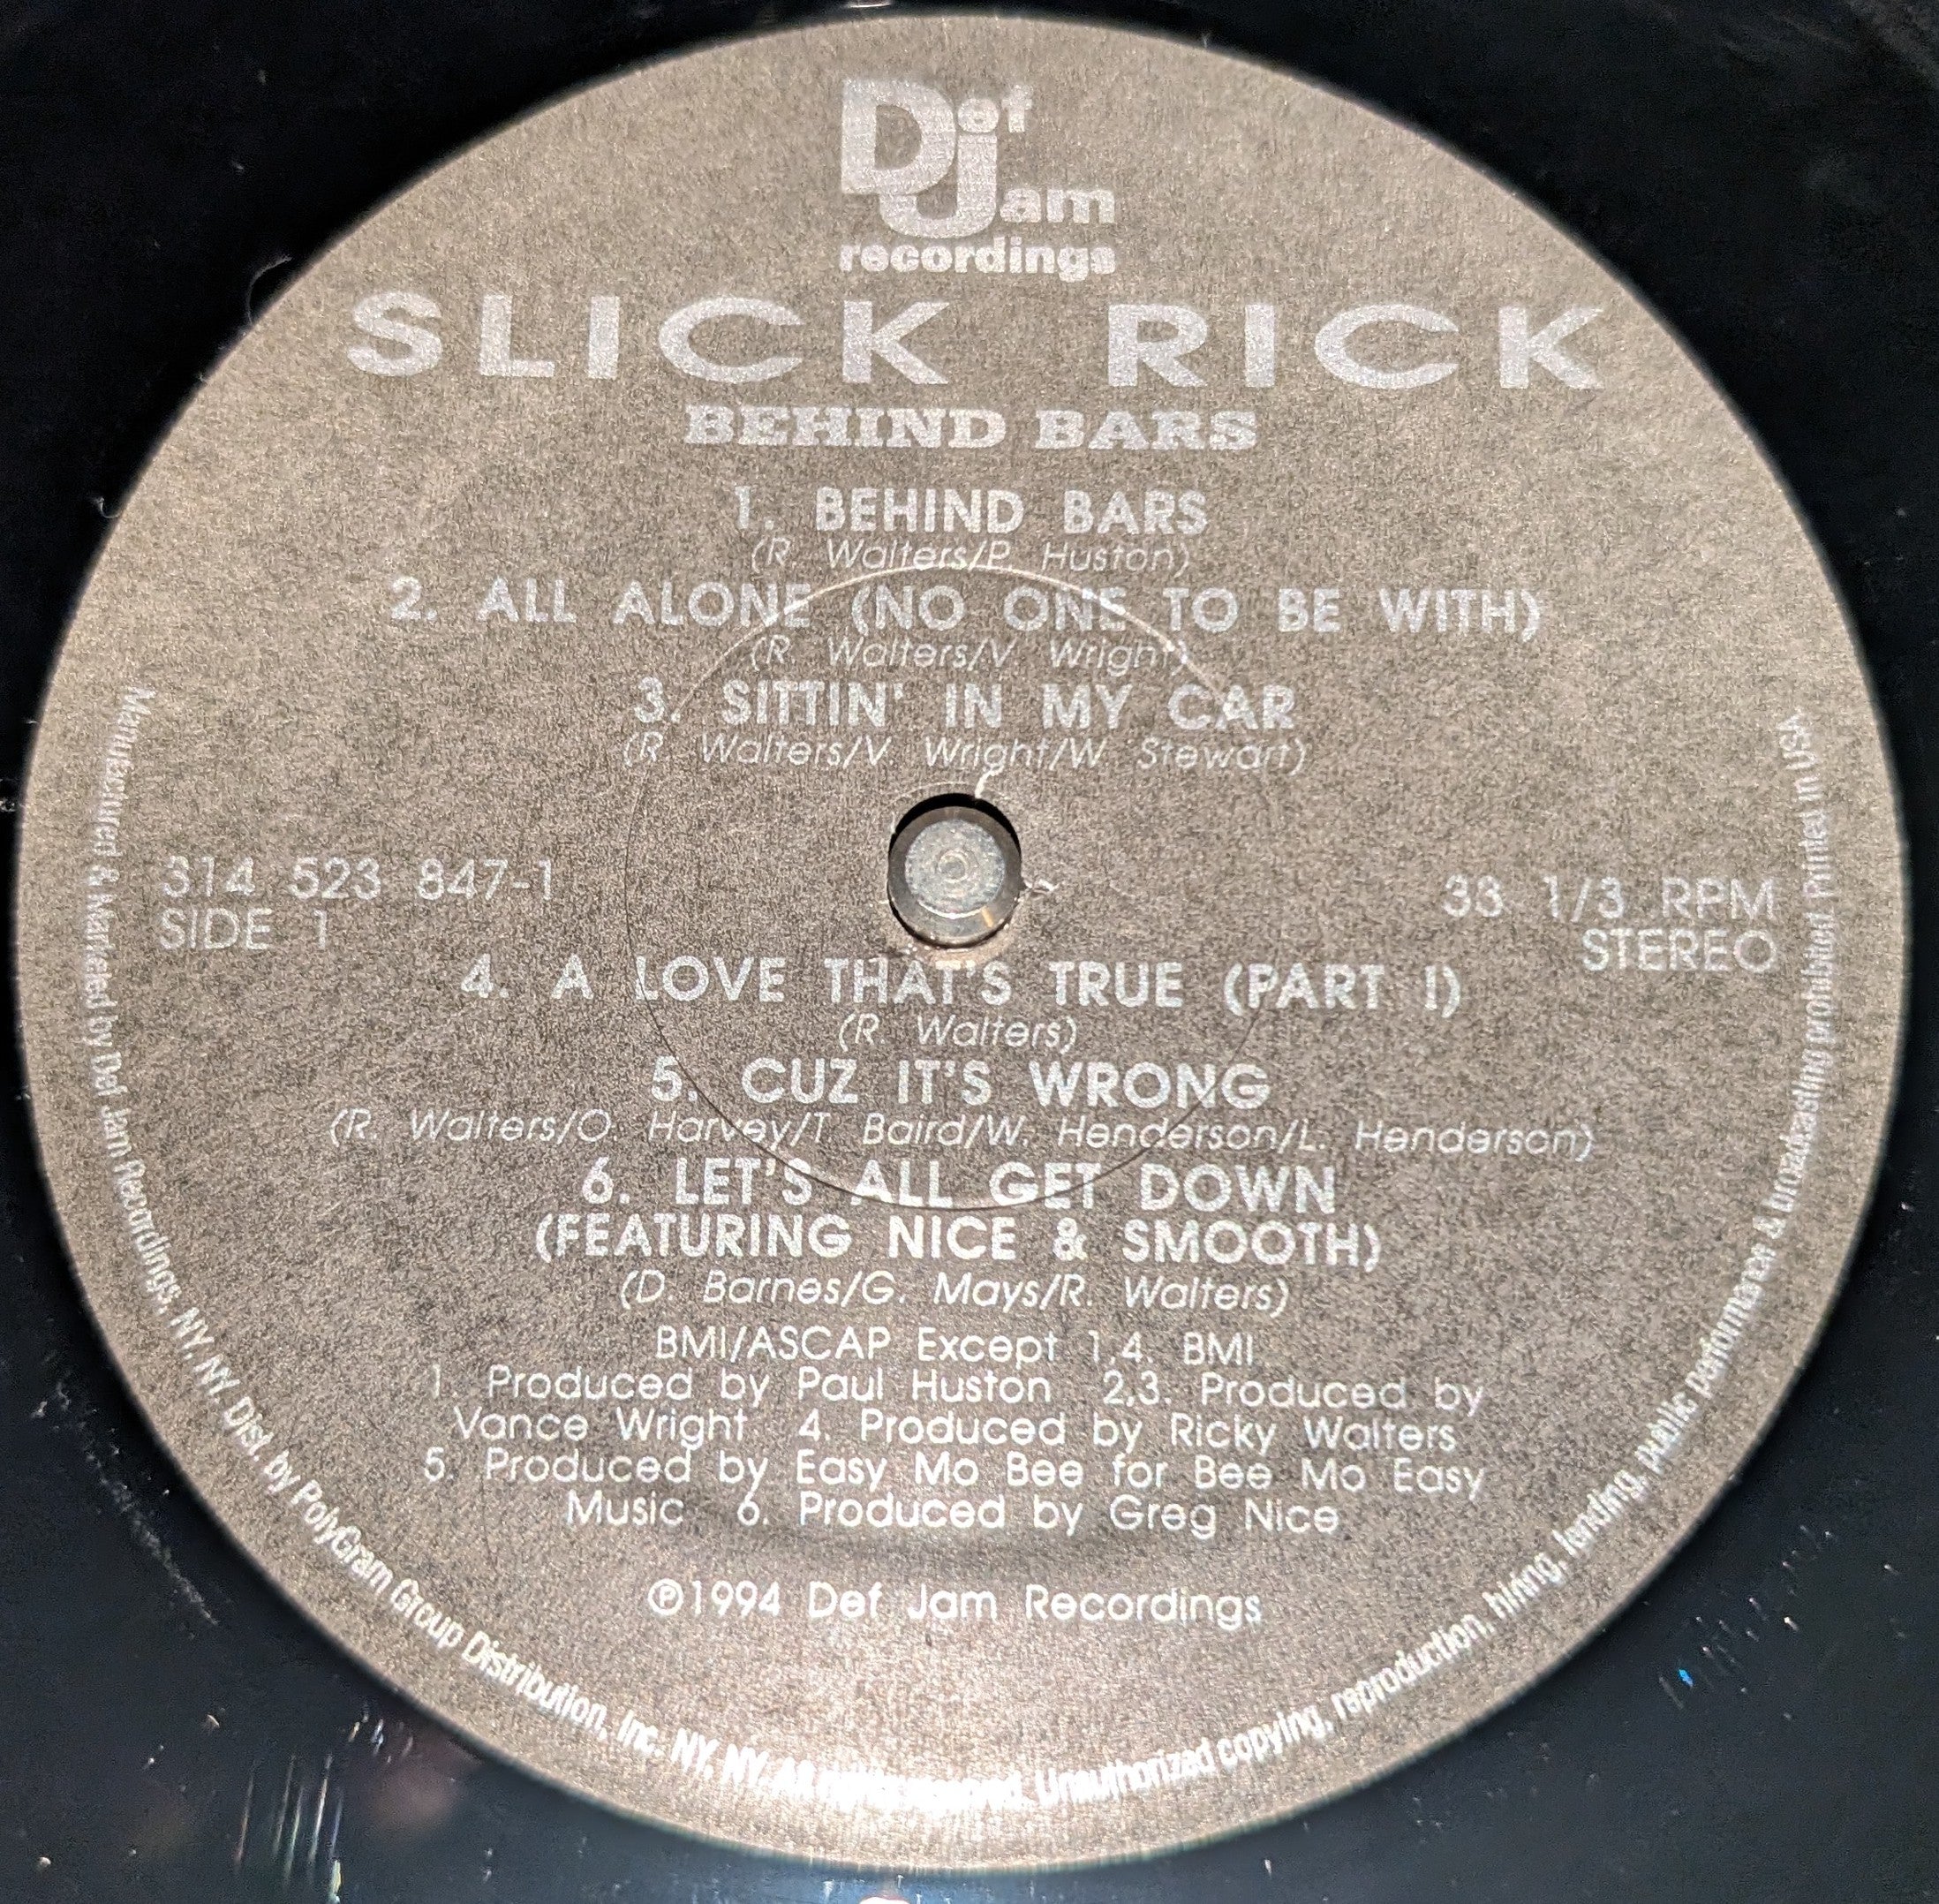 Def Jam
recordings
SLICK RICK
BEHIND BARS
1. BEHIND BARS
(R. Walters/P. Huston)
2. ALL ALONE (NO ONE TO BE WITH)
(R. Walters/V. Wright)
3. SITTIN' IN MY CAR
(R. Walters/V. Wright/W. Stewart)
314 523 847-1
SIDE 1
33 1/3 RPM
STEREO
4. A LOVE THAT'S TRUE (PART I)
(R. Walters)
5. CUZ IT'S WRONG
(R. Walters/O. Harvey/T. Baird/W. Henderson/L. Henderson)
6. LET'S ALL GET DOWN
(FEATURING NICE & SMOOTH)
(D. Barnes/G. Mays/R. Walters)
BMI/ASCAP Except 1,4. BMI
1. Produced by Paul Huston 2,3. Produced by
Vance Wright 4. Produced by Ricky Walters
5. Produced by Easy Mo Bee for Bee Mo Easy
Music 6. Produced by Greg Nice
℗1994 Def Jam Recordings
Manufactured & Marketed by Def Jam Recordings, NY, NY. Dist. by PolyGram Group Distribution, Inc. NY, NY. All rights reserved. Unauthorized copying, reproduction, hiring, lending, public performance & broadcasting prohibited. Printed in USA